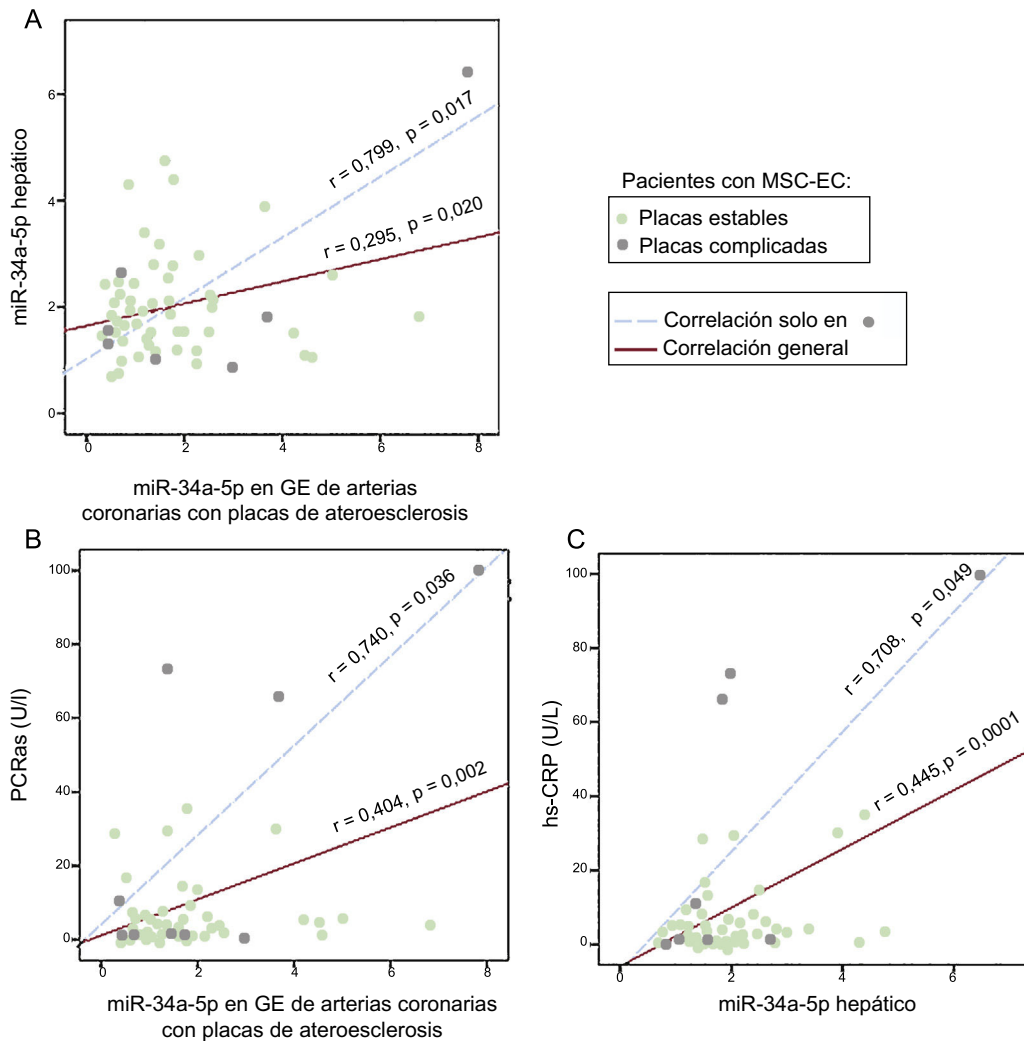 A
miR-34a-5p hepático
6
4
2
0
r = 0,799, p = 0,017
r = 0,295, p = 0,020
0 2 4 6 8
miR-34a-5p en GE de arterias
coronarias con placas de ateroesclerosis
Pacientes con MSC-EC:
Placas estables
Placas complicadas
Correlación solo en
Correlación general
B
PCRas (U/l)
100
80
60
40
20
0
r = 0,740, p = 0,036
r = 0,404, p = 0,002
0 2 4 6 8
miR-34a-5p en GE de arterias coronarias
con placas de ateroesclerosis
C
hs-CRP (U/L)
100
80
60
40
20
0
r = 0,708, p = 0,049
r = 0,445, p = 0,0001
0 2 4 6
miR-34a-5p hepático